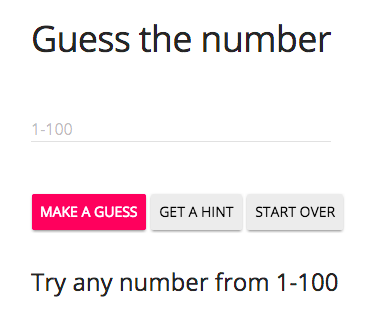 Guess the number
1-100
MAKE A GUESS GET A HINT START OVER
Try any number from 1-100